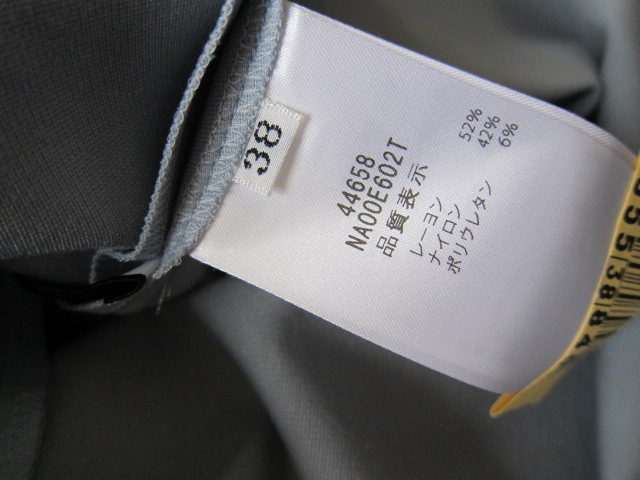 38
44658
NA00E602T
品質表示
レーヨン 52%
ナイロン 42%
ポリウレタン 6%